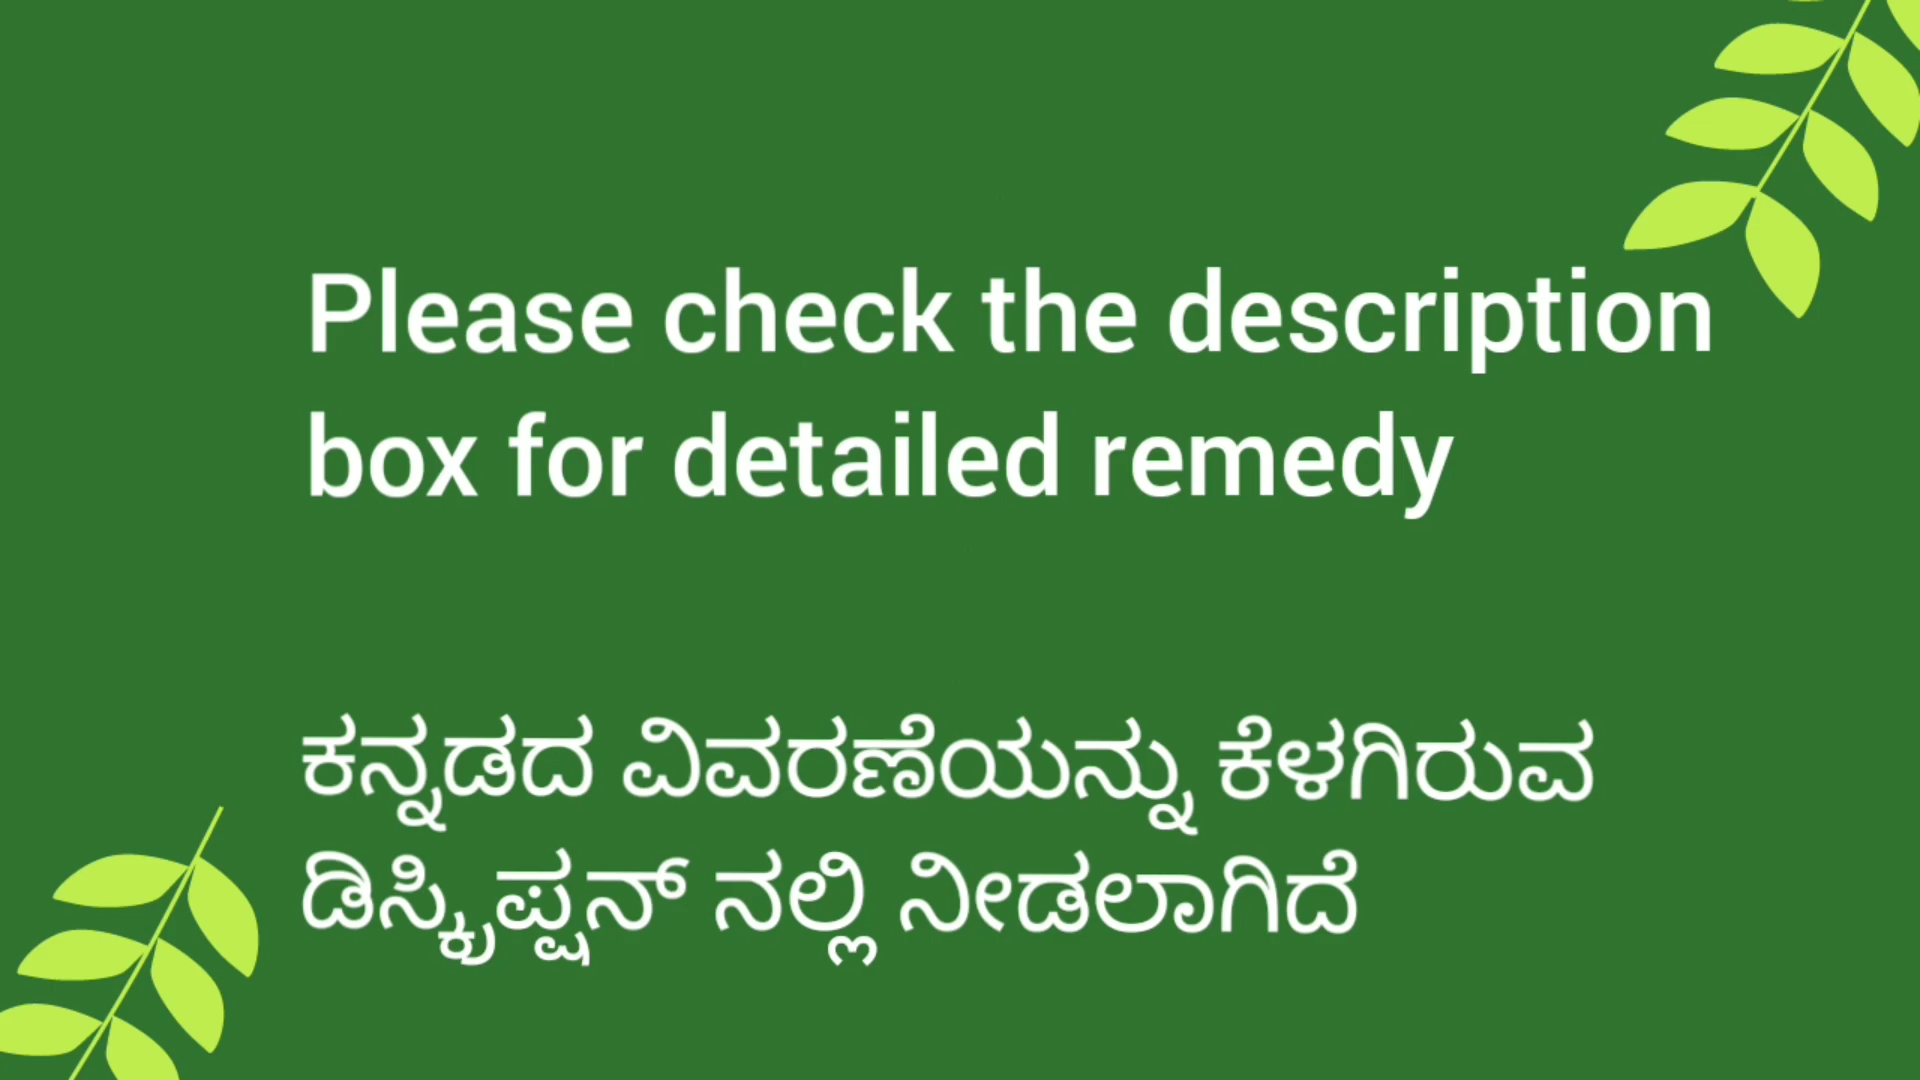 Please check the description
box for detailed remedy
ಕನ್ನಡದ ವಿವರಣೆಯನ್ನು ಕೆಳಗಿರುವ
ಡಿಸ್ಕ್ರಿಪ್ಷನ್ ನಲ್ಲಿ ನೀಡಲಾಗಿದೆ